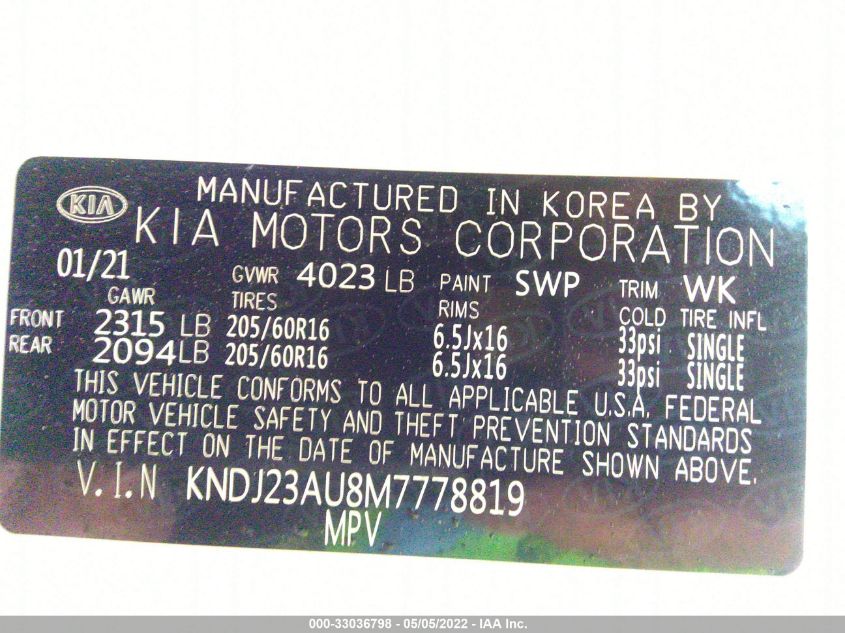 KIA MANUFACTURED IN KOREA BY
KIA MOTORS CORPORATION
01/21 GVWR 4023 LB PAINT SWP TRIM WK
GAWR TIRES RIMS COLD TIRE INFL
FRONT 2315 LB 205/60R16 6.5Jx16 33psi SINGLE
REAR 2094LB 205/60R16 6.5Jx16 33psi SINGLE
THIS VEHICLE CONFORMS TO ALL APPLICABLE U.S.A. FEDERAL
MOTOR VEHICLE SAFETY AND THEFT PREVENTION STANDARDS
IN EFFECT ON THE DATE OF MANUFACTURE SHOWN ABOVE.
V.I.N KNDJ23AU8M7778819
MPV
000-33036798 - 05/05/2022 - IAA Inc.